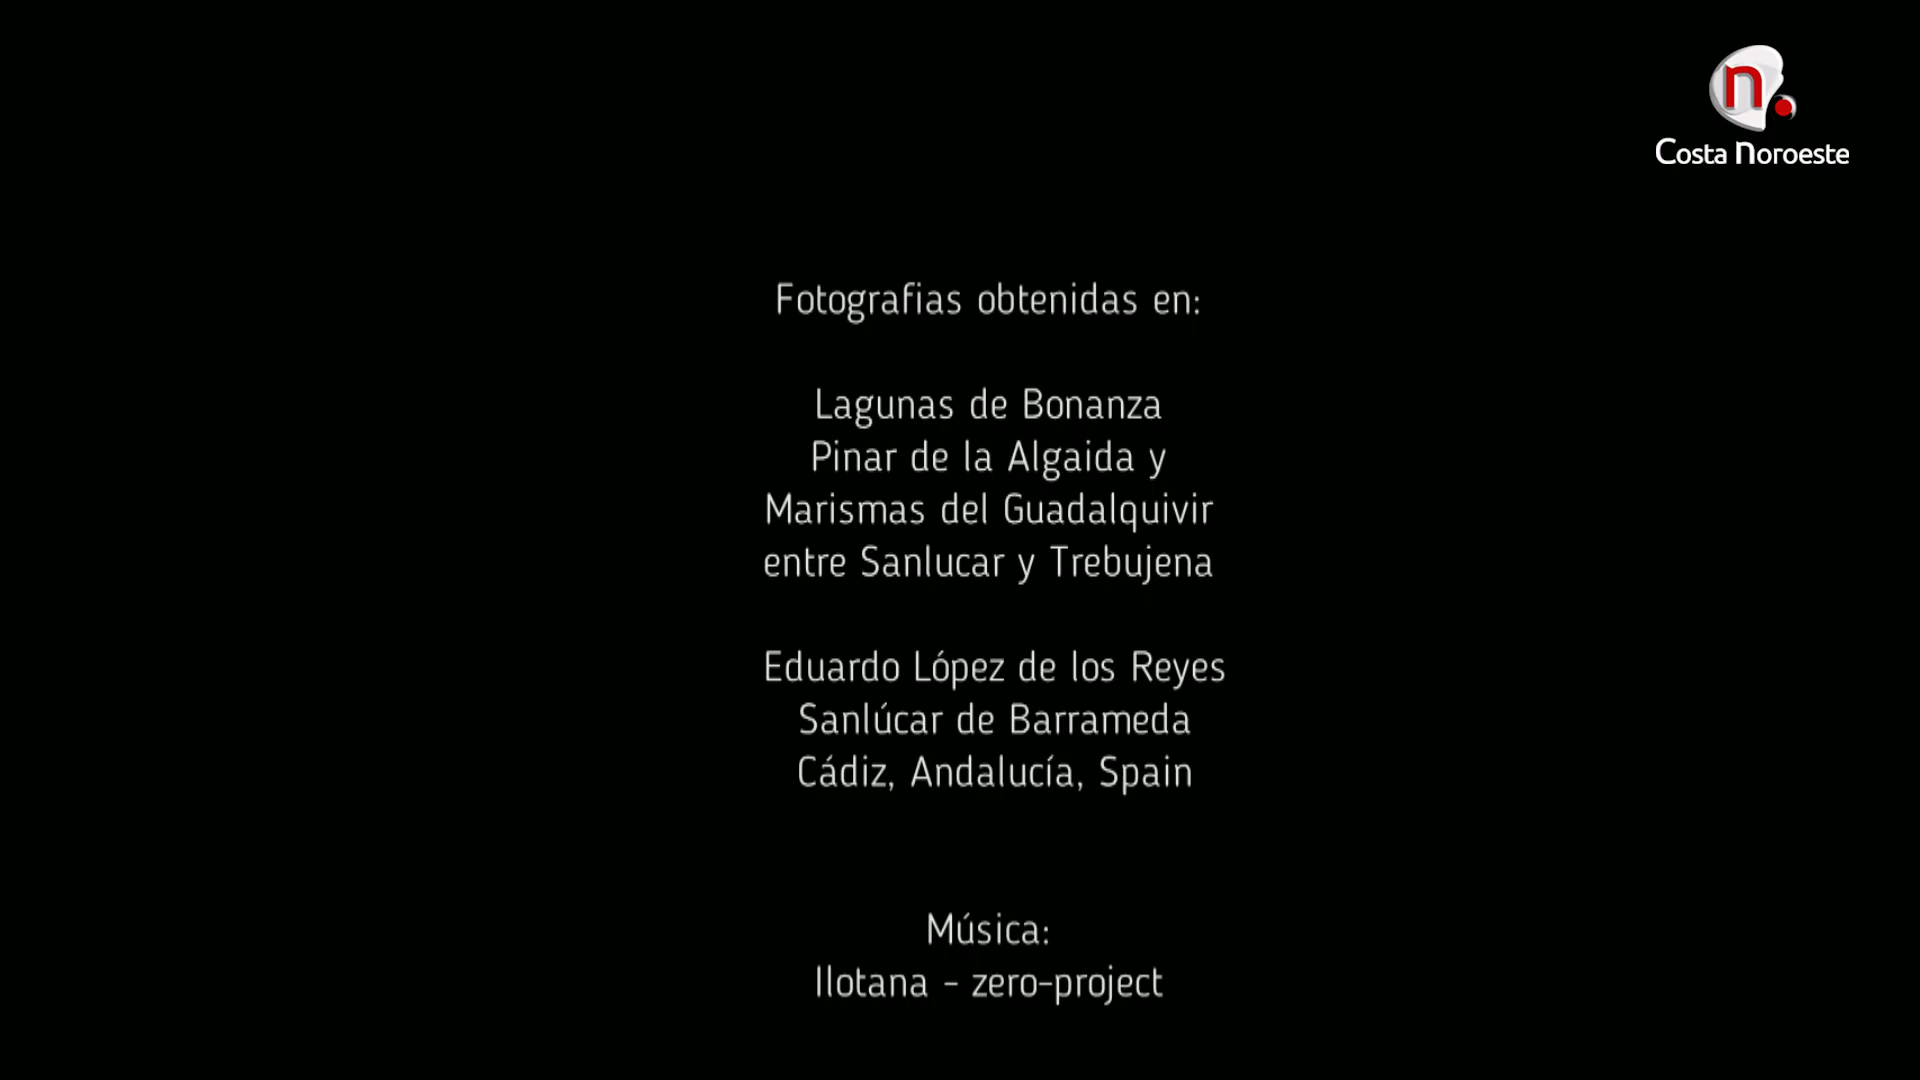 n.
Costa noroeste
Fotografias obtenidas en:
Lagunas de Bonanza
Pinar de la Algaida y
Marismas del Guadalquivir
entre Sanlucar y Trebujena
Eduardo López de los Reyes
Sanlúcar de Barrameda
Cádiz, Andalucía, Spain
Música:
Ilotana - zero-project